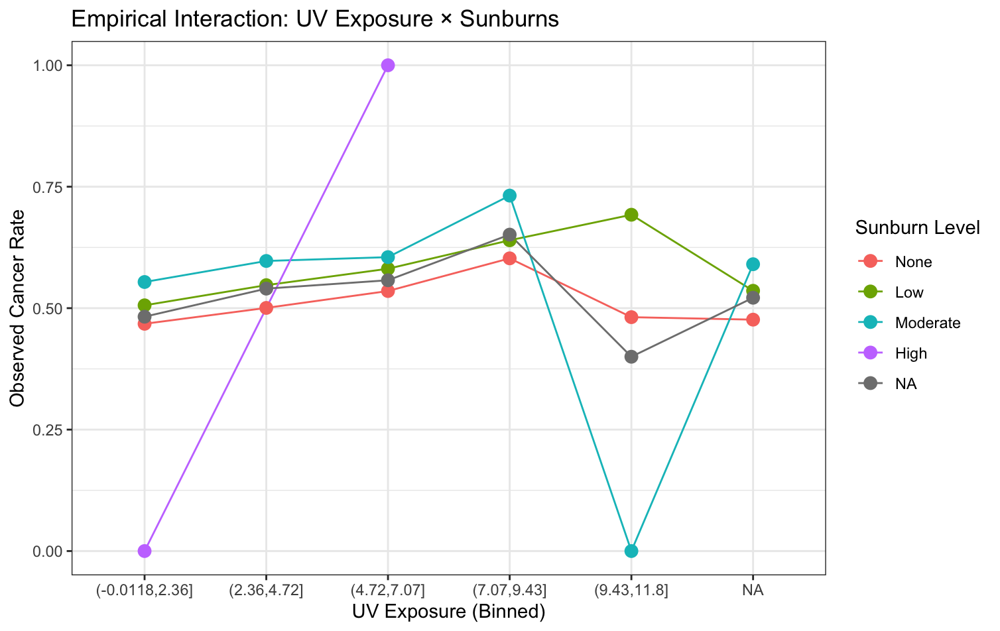 Empirical Interaction: UV Exposure × Sunburns
Observed Cancer Rate
1.00
0.75
0.50
0.25
0.00
(-0.0118,2.36]
(2.36,4.72]
(4.72,7.07]
(7.07,9.43]
(9.43,11.8]
NA
UV Exposure (Binned)
Sunburn Level
None
Low
Moderate
High
NA